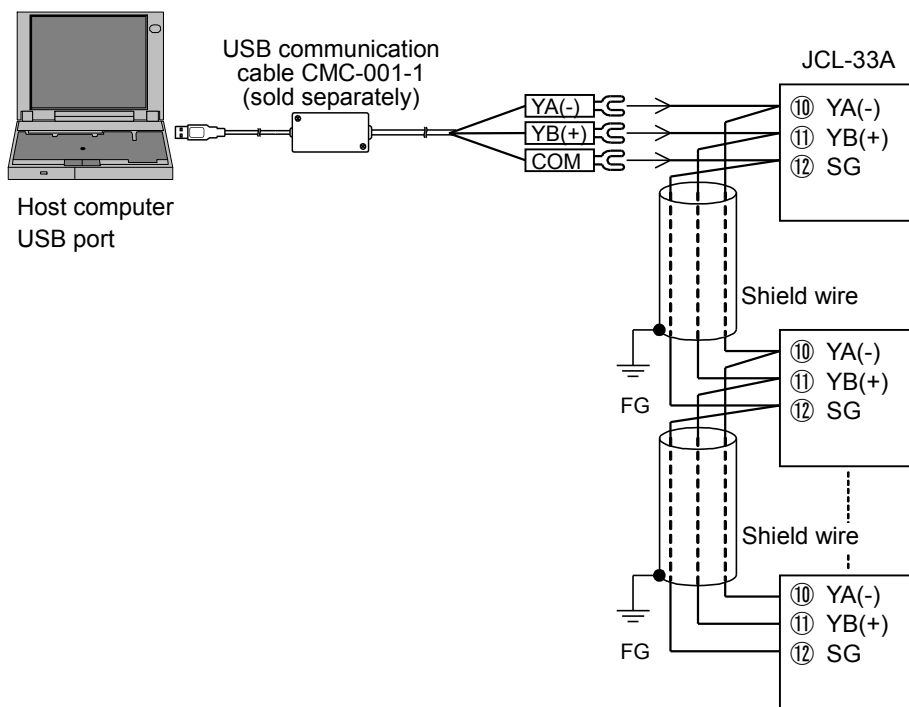 USB communication
cable CMC-001-1
(sold separately)
JCL-33A
YA(-)
YB(+)
COM
⑩ YA(-)
⑪ YB(+)
⑫ SG
Host computer
USB port
Shield wire
FG
⑩ YA(-)
⑪ YB(+)
⑫ SG
Shield wire
FG
⑩ YA(-)
⑪ YB(+)
⑫ SG